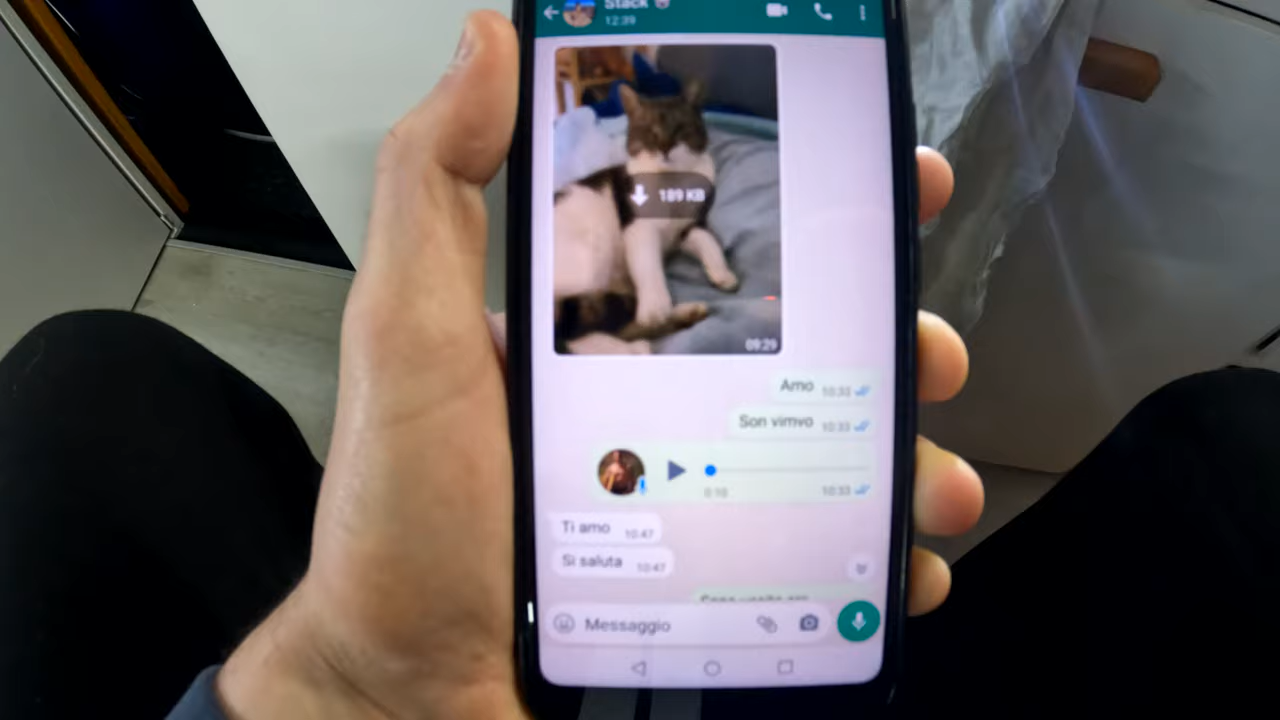 Stack
12:39
189 KB
09:29
Amo 10:33
Son vimvo 10:33
0:10 10:33
Ti amo 10:47
Si saluta 10:47
Messaggio